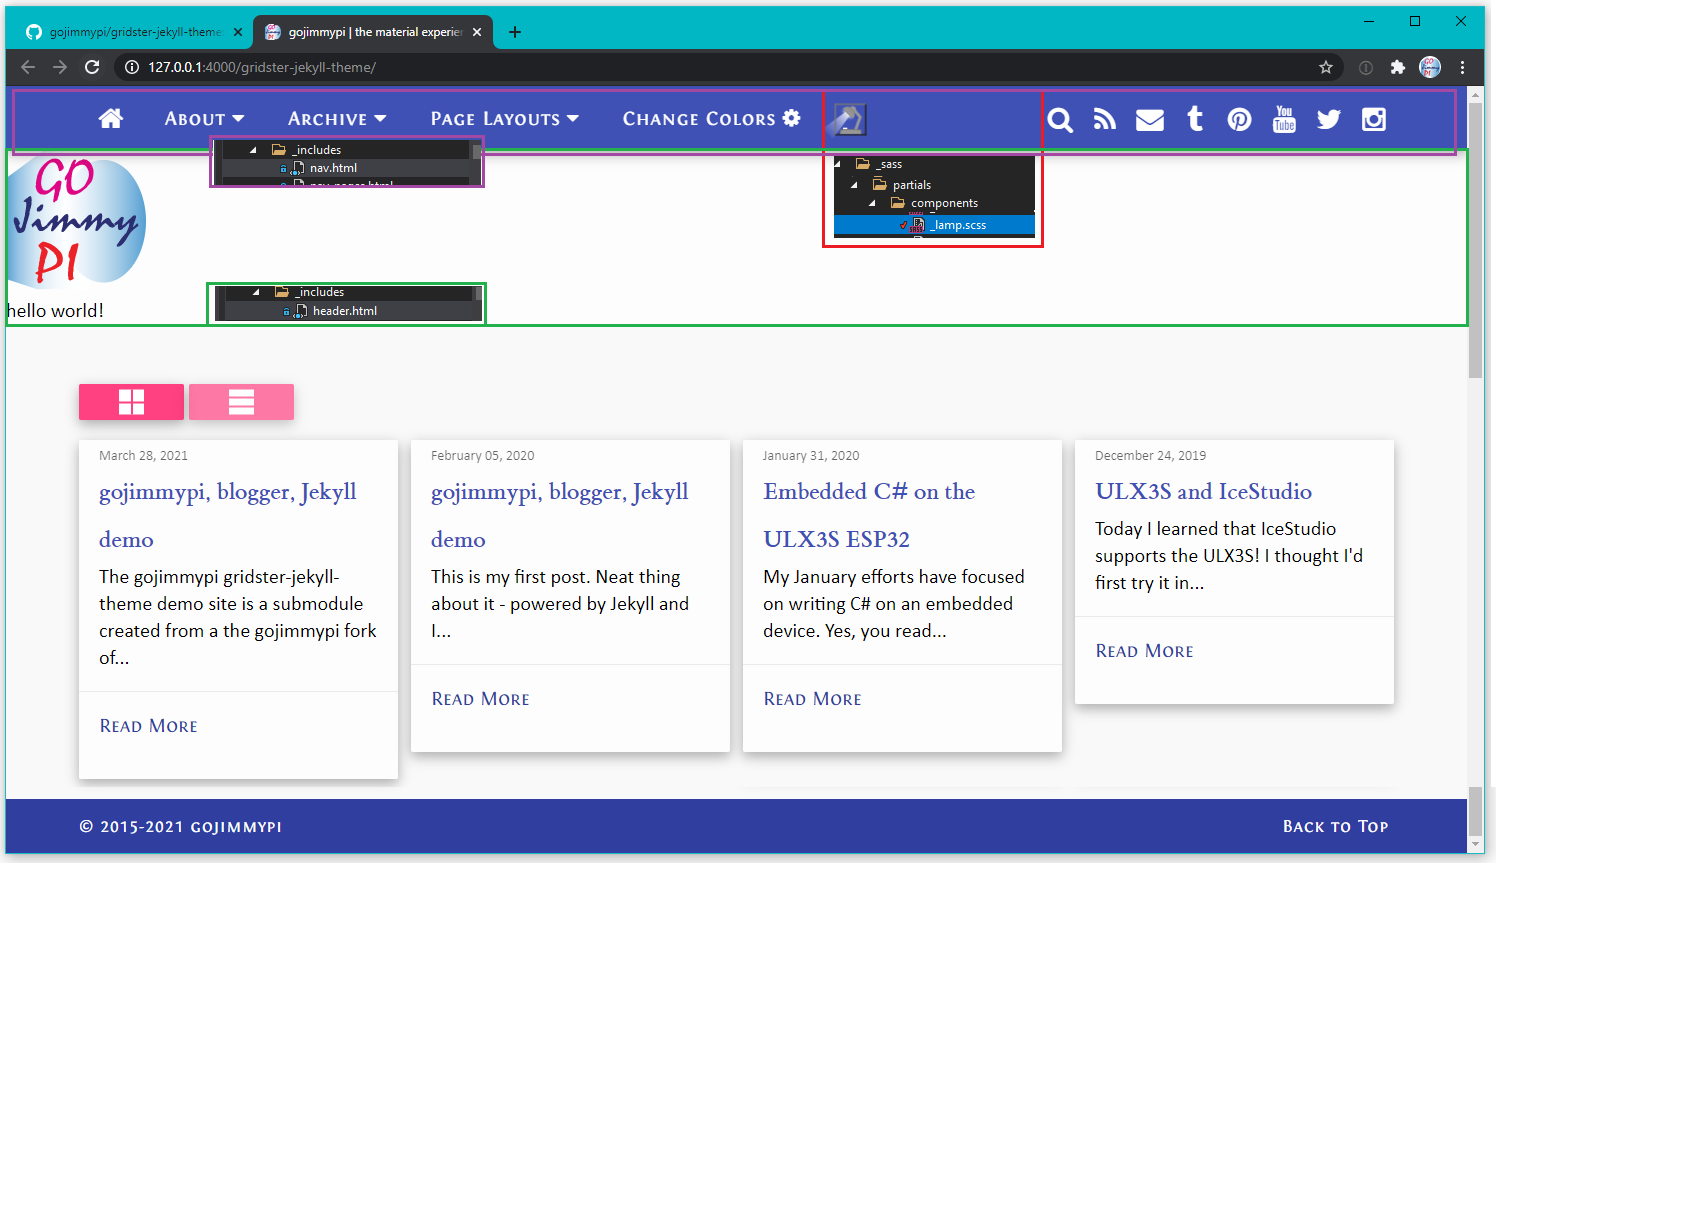 gojimmypi/gridster-jekyll-theme
gojimmypi | the material experier
127.0.0.1:4000/gridster-jekyll-theme/
About Archive Page Layouts Change Colors
You Tube
_includes
nav.html
_sass
partials
components
_lamp.scss
GO
Jimmy
PI
hello world!
_includes
header.html
March 28, 2021
gojimmypi, blogger, Jekyll
demo
The gojimmypi gridster-jekyll-
theme demo site is a submodule
created from a the gojimmypi fork
of...
Read More
February 05, 2020
gojimmypi, blogger, Jekyll
demo
This is my first post. Neat thing
about it - powered by Jekyll and
I...
Read More
January 31, 2020
Embedded C# on the
ULX3S ESP32
My January efforts have focused
on writing C# on an embedded
device. Yes, you read...
Read More
December 24, 2019
ULX3S and IceStudio
Today I learned that IceStudio
supports the ULX3S! I thought I'd
first try it in...
Read More
© 2015-2021 gojimmypi
Back to Top